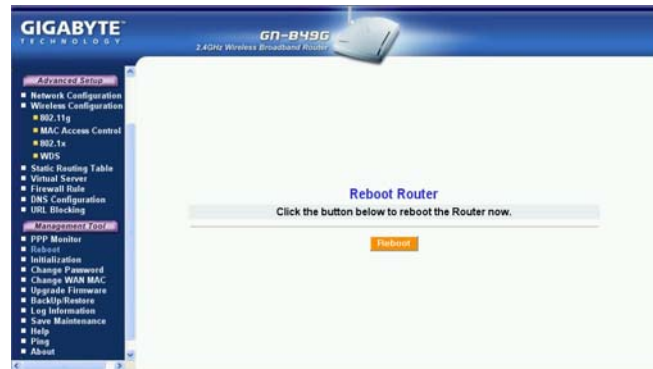 GIGABYTE
TECHNOLOGY
GN-B49G
2.4GHz Wireless Broadband Router
Advanced Setup
Network Configuration
Wireless Configuration
802.11g
MAC Access Control
802.1x
WDS
Static Routing Table
Virtual Server
Firewall Rule
DNS Configuration
URL Blocking
Management Tool
PPP Moniter
Reboot
Initialization
Change Password
Change WAN MAC
Upgrade Firmware
BackUp/Restore
Log Information
Save Maintenance
Help
Ping
About
Reboot Router
Click the button below to reboot the Router now.
Reboot